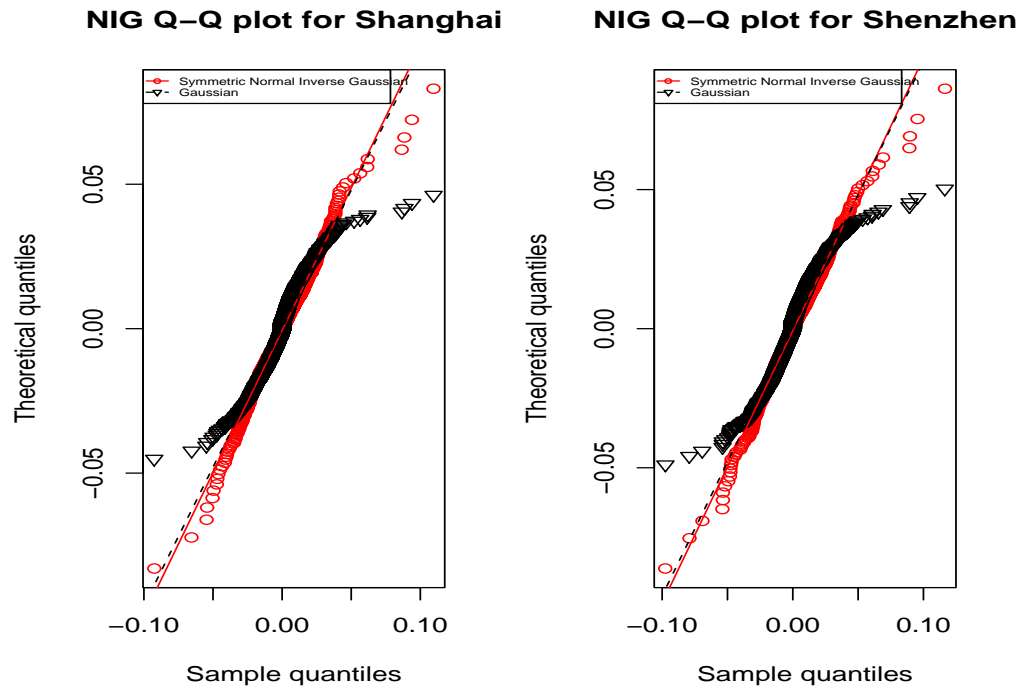 NIG Q−Q plot for Shanghai
Symmetric Normal Inverse Gaussian
Gaussian
0.05
0.00
−0.05
Theoretical quantiles
−0.10
0.00
0.10
Sample quantiles
NIG Q−Q plot for Shenzhen
Symmetric Normal Inverse Gaussian
Gaussian
0.05
0.00
−0.05
Theoretical quantiles
−0.10
0.00
0.10
Sample quantiles